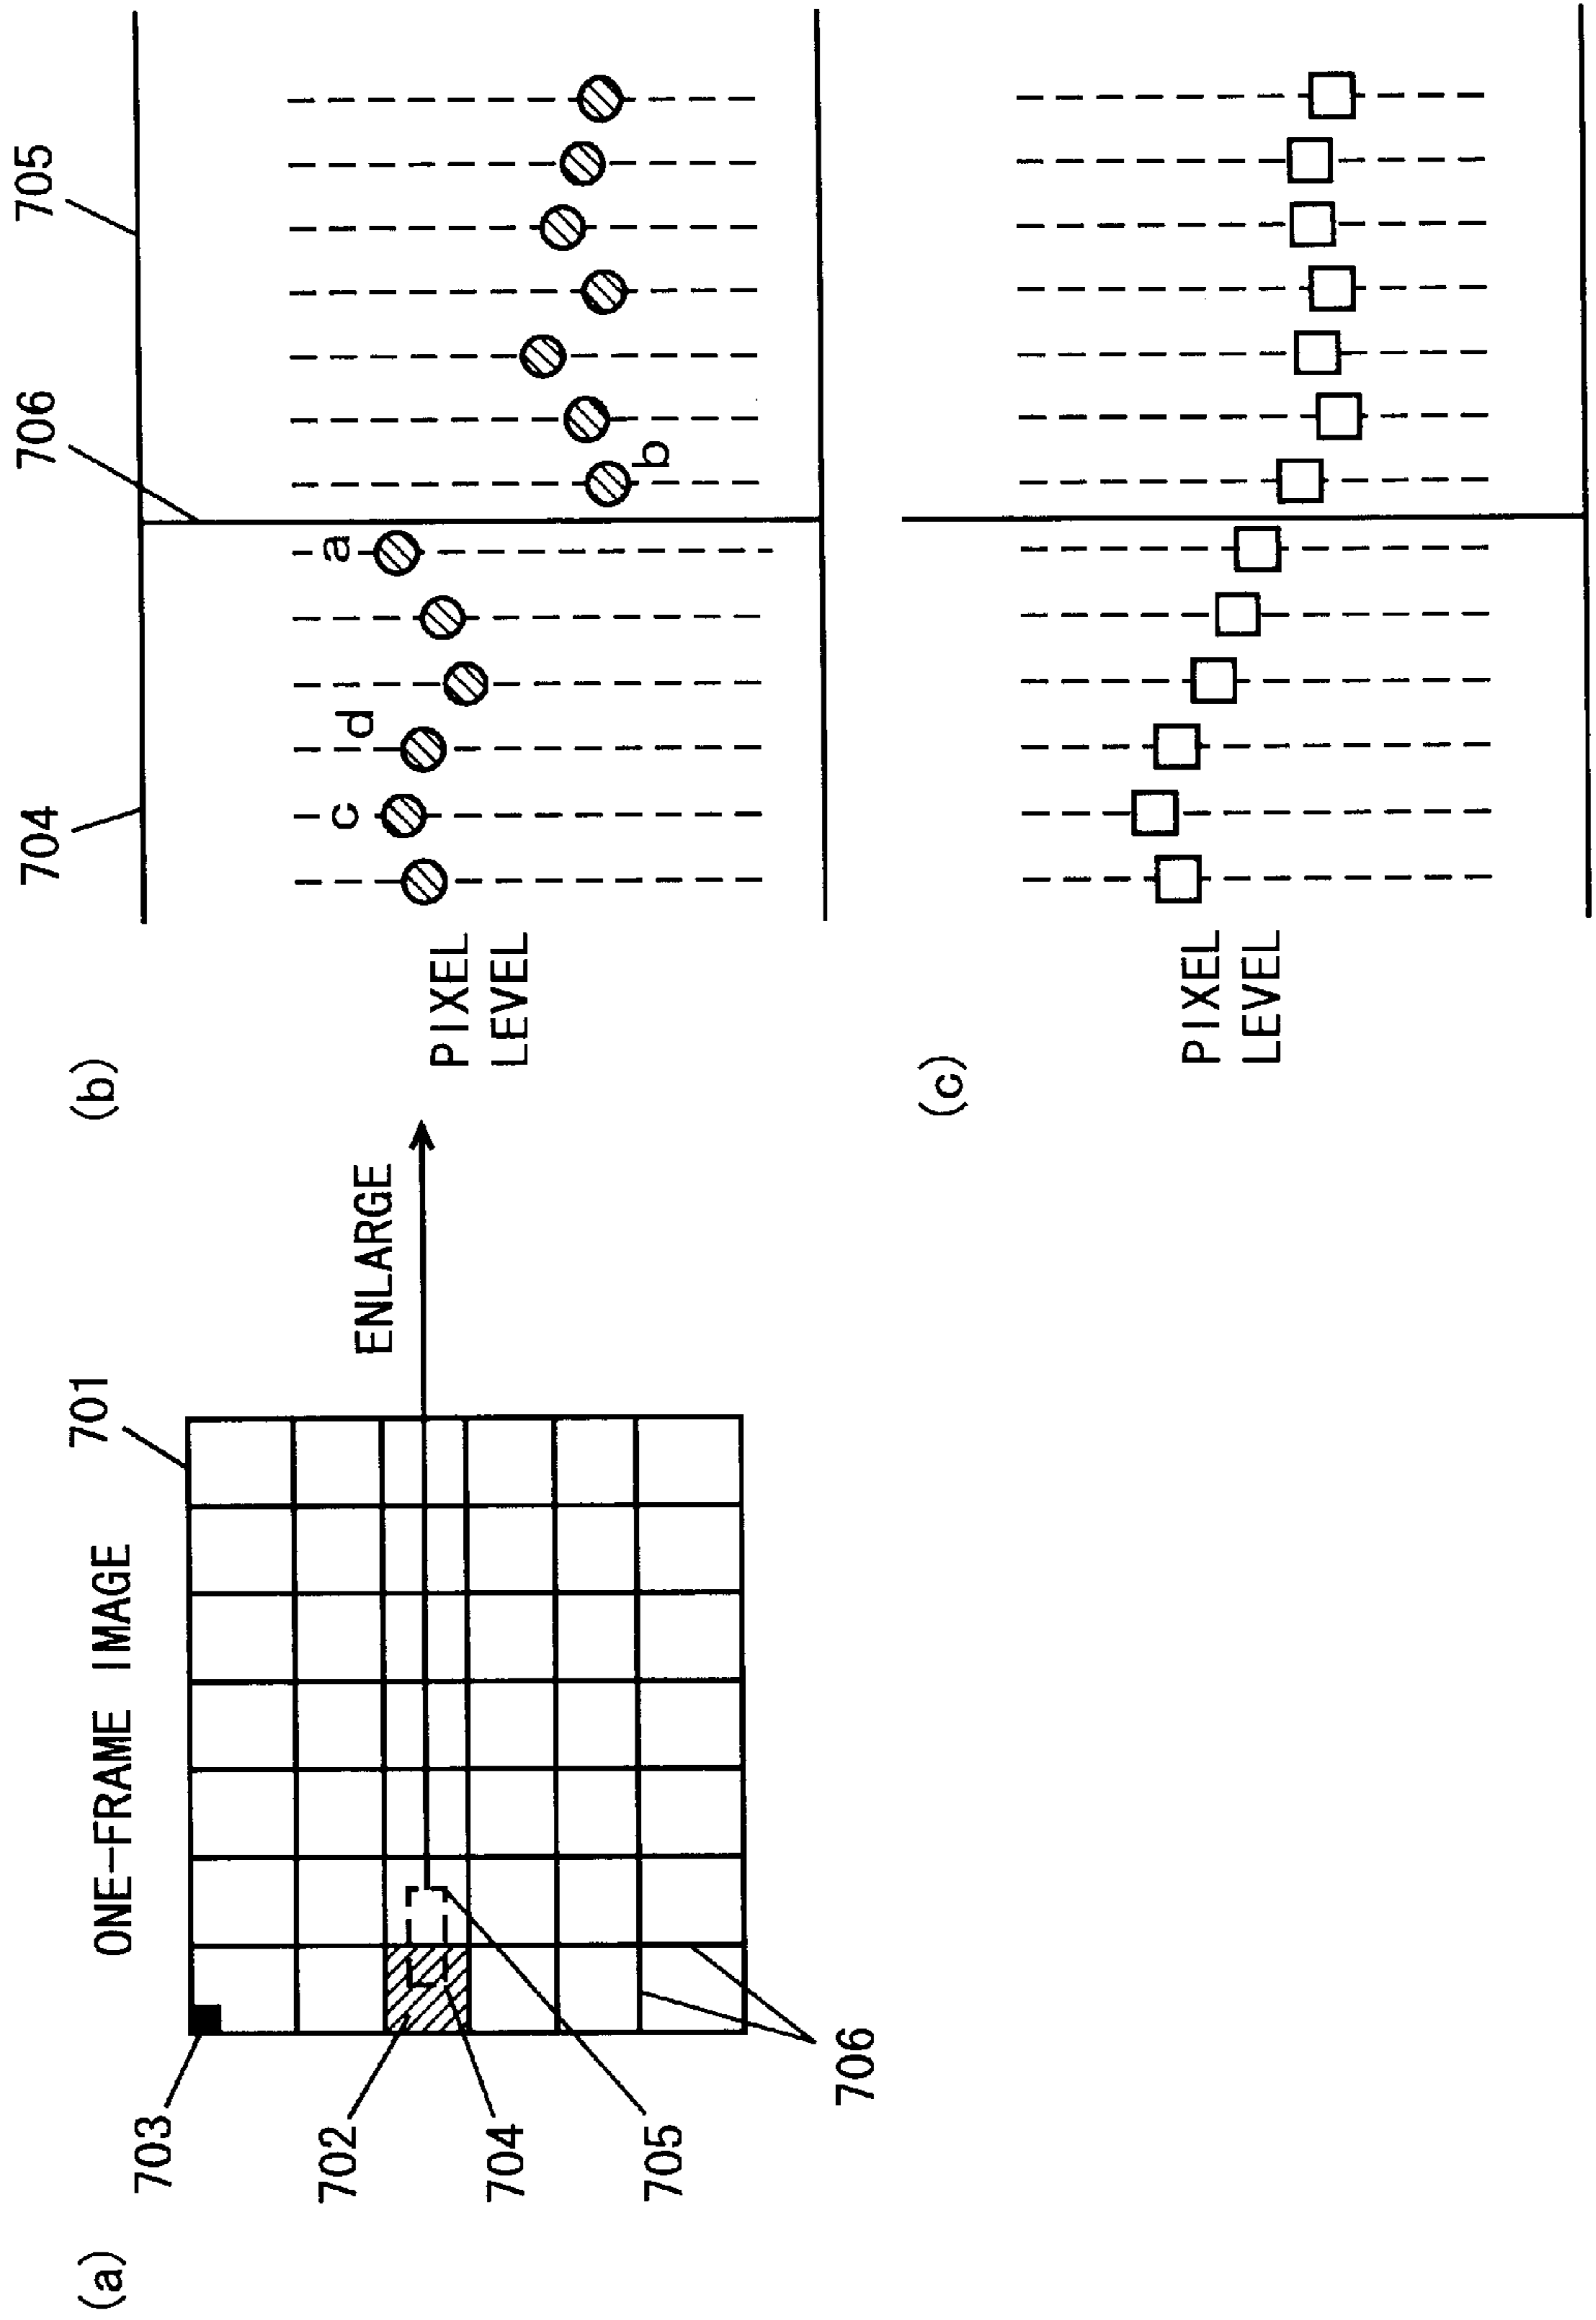 (a)
ONE-FRAME IMAGE
701
703
702
704
705
706
ENLARGE
(b)
704
706
705
PIXEL
LEVEL
c
d
a
b
(c)
PIXEL
LEVEL